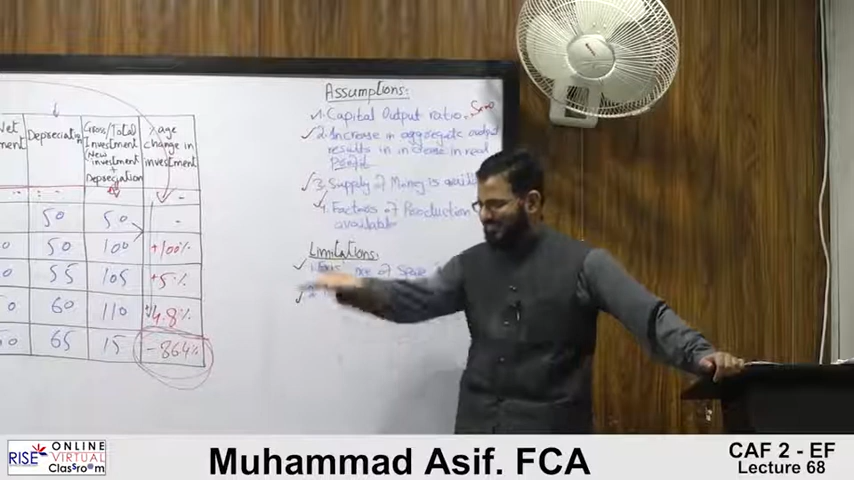 Assumptions:
1. Capital Output ratio, Same
2. Increase in aggregate output
results in increase in real
Profit
3. Supply of Money is
4. Factors of Production
available
Limitations:
of
Depreciation
Gross/Total
Investment
(New
investment
+
Depreciation)
%age
change in
investment
-
50
50
-
50
100
+100%
55
105
+5%
60
110
4.8%
65
15
-86.4%
RISE
ONLINE
VIRTUAL
Classroom
Muhammad Asif. FCA
CAF 2 - EF
Lecture 68